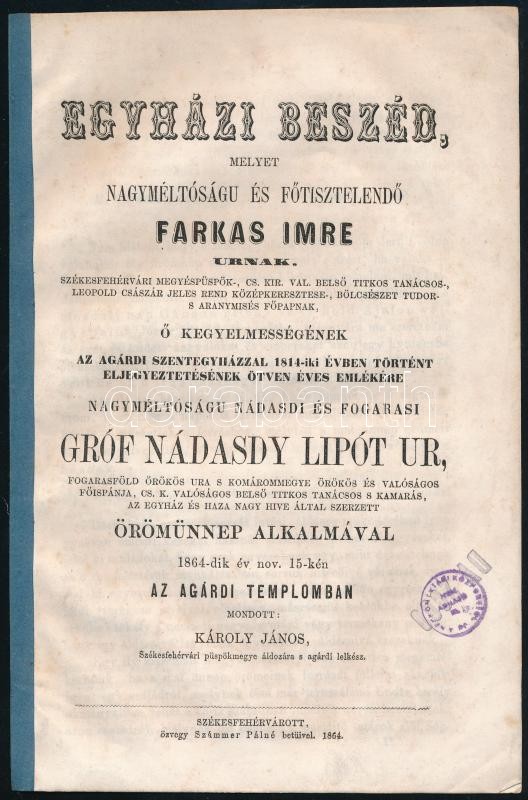 EGYHÁZI BESZÉD,
MELYET
NAGYMÉLTÓSÁGU ÉS FŐTISZTELENDŐ
FARKAS IMRE
URNAK.
SZÉKESFEHÉRVÁRI MEGYÉSPÜSPÖK-, CS. KIR. VAL. BELSŐ TITKOS TANÁCSOS-,
LEOPOLD CSÁSZÁR JELES REND KÖZÉPKERESZTESE-, BÖLCSÉSZET TUDOR-
S ARANYMISÉS FŐPAPNAK,
Ő KEGYELMESSÉGÉNEK
AZ AGÁRDI SZENTEGYHÁZZAL 1814-iki ÉVBEN TÖRTÉNT
ELJEGYEZTETÉSÉNEK ÖTVEN ÉVES EMLÉKÉRE
NAGYMÉLTÓSÁGU NÁDASDI ÉS FOGARASI
GRÓF NÁDASDY LIPÓT UR,
FOGARASFÖLD ÖRÖKÖS URA S KOMÁROMMEGYE ÖRÖKÖS ÉS VALÓSÁGOS
FŐISPÁNJA, CS. K. VALÓSÁGOS BELSŐ TITKOS TANÁCSOS S KAMARÁS,
AZ EGYHÁZ ÉS HAZA NAGY HIVE ÁLTAL SZERZETT
ÖRÖMÜNNEP ALKALMÁVAL
1864-dik év nov. 15-kén
AZ AGÁRDI TEMPLOMBAN
MONDOTT:
KÁROLY JÁNOS,
Székesfehérvári püspökmegye áldozára s agárdi lelkész.
SZÉKESFEHÉRVÁROTT,
özvegy Számmer Pálné betüivel. 1864.
darabanth